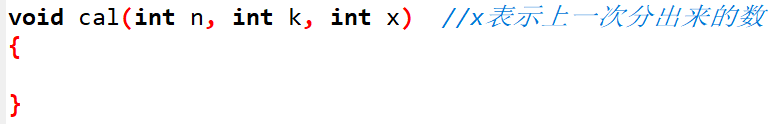 void cal(int n, int k, int x)  //x表示上一次分出来的数
{
}